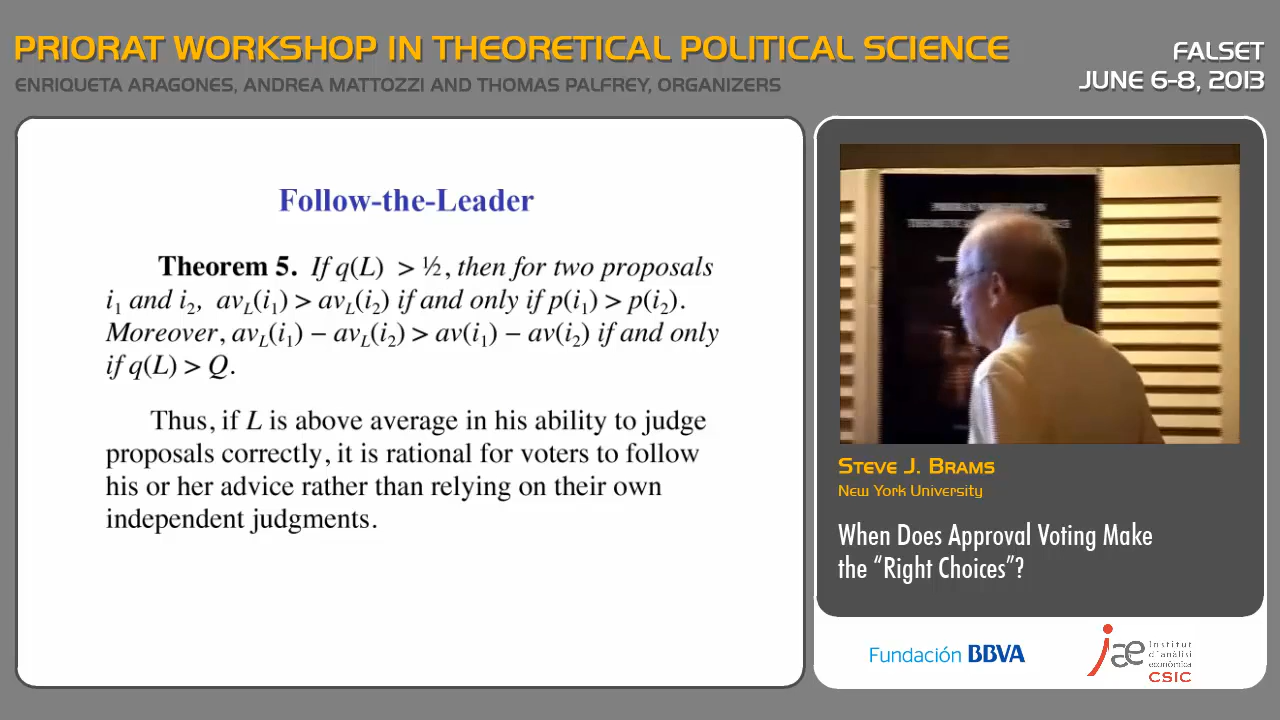 PRIORAT WORKSHOP IN THEORETICAL POLITICAL SCIENCE
ENRIQUETA ARAGONES, ANDREA MATTOZZI AND THOMAS PALFREY, ORGANIZERS
FALSET
JUNE 6-8, 2013
Follow-the-Leader
Theorem 5. If q(L) > ½, then for two proposals
i₁ and i₂, av_L(i₁) > av_L(i₂) if and only if p(i₁) > p(i₂).
Moreover, av_L(i₁) − av_L(i₂) > av(i₁) − av(i₂) if and only
if q(L) > Q.
Thus, if L is above average in his ability to judge
proposals correctly, it is rational for voters to follow
his or her advice rather than relying on their own
independent judgments.
STEVE J. BRAMS
New York University
When Does Approval Voting Make
the “Right Choices”?
Fundación BBVA
iae
Institut
d'anàlisi
econòmica
CSIC